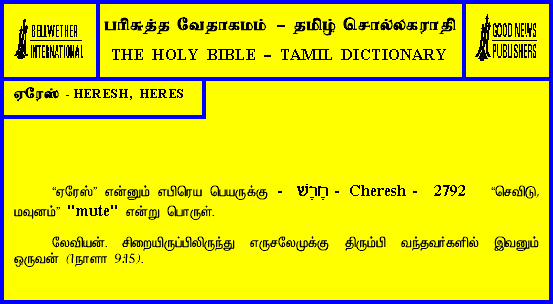 BELLWETHER
INTERNATIONAL
பரிசுத்த வேதாகமம் – தமிழ் சொல்லகராதி
THE HOLY BIBLE – TAMIL DICTIONARY
GOOD NEWS
PUBLISHERS
ஏரேஸ் - HERESH, HERES
“ஏரேஸ்” என்னும் எபிரெய பெயருக்கு - חֶרֶשׁ - Cheresh - 2792 “செவிடு,
மவுனம்” "mute" என்று பொருள்.
லேவியன். சிறையிருப்பிலிருந்து எருசலேமுக்கு திரும்பி வந்தவர்களில் இவனும்
ஒருவன் (1நாளா 9:15).